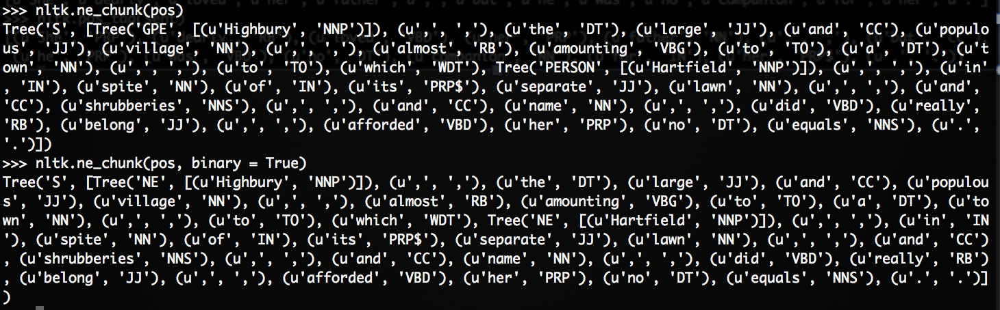 >>> nltk.ne_chunk(pos)
Tree('S', [Tree('GPE', [(u'Highbury', 'NNP')]), (u',', ','), (u'the', 'DT'), (u'large', 'JJ'), (u'and', 'CC'), (u'populo
us', 'JJ'), (u'village', 'NN'), (u',', ','), (u'almost', 'RB'), (u'amounting', 'VBG'), (u'to', 'TO'), (u'a', 'DT'), (u't
own', 'NN'), (u',', ','), (u'to', 'TO'), (u'which', 'WDT'), Tree('PERSON', [(u'Hartfield', 'NNP')]), (u',', ','), (u'in'
, 'IN'), (u'spite', 'NN'), (u'of', 'IN'), (u'its', 'PRP$'), (u'separate', 'JJ'), (u'lawn', 'NN'), (u',', ','), (u'and',
'CC'), (u'shrubberies', 'NNS'), (u',', ','), (u'and', 'CC'), (u'name', 'NN'), (u',', ','), (u'did', 'VBD'), (u'really',
'RB'), (u'belong', 'JJ'), (u',', ','), (u'afforded', 'VBD'), (u'her', 'PRP'), (u'no', 'DT'), (u'equals', 'NNS'), (u'.',
'.')])
>>> nltk.ne_chunk(pos, binary = True)
Tree('S', [Tree('NE', [(u'Highbury', 'NNP')]), (u',', ','), (u'the', 'DT'), (u'large', 'JJ'), (u'and', 'CC'), (u'populou
s', 'JJ'), (u'village', 'NN'), (u',', ','), (u'almost', 'RB'), (u'amounting', 'VBG'), (u'to', 'TO'), (u'a', 'DT'), (u'to
wn', 'NN'), (u',', ','), (u'to', 'TO'), (u'which', 'WDT'), Tree('NE', [(u'Hartfield', 'NNP')]), (u',', ','), (u'in', 'IN
'), (u'spite', 'NN'), (u'of', 'IN'), (u'its', 'PRP$'), (u'separate', 'JJ'), (u'lawn', 'NN'), (u',', ','), (u'and', 'CC')
, (u'shrubberies', 'NNS'), (u',', ','), (u'and', 'CC'), (u'name', 'NN'), (u',', ','), (u'did', 'VBD'), (u'really', 'RB')
, (u'belong', 'JJ'), (u',', ','), (u'afforded', 'VBD'), (u'her', 'PRP'), (u'no', 'DT'), (u'equals', 'NNS'), (u'.', '.')]
)